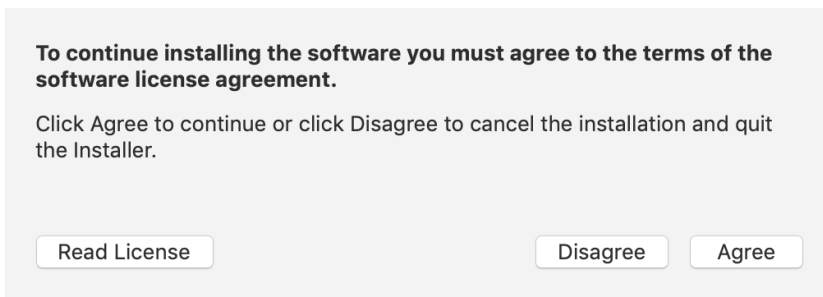 To continue installing the software you must agree to the terms of the
software license agreement.
Click Agree to continue or click Disagree to cancel the installation and quit
the Installer.
Read License
Disagree
Agree